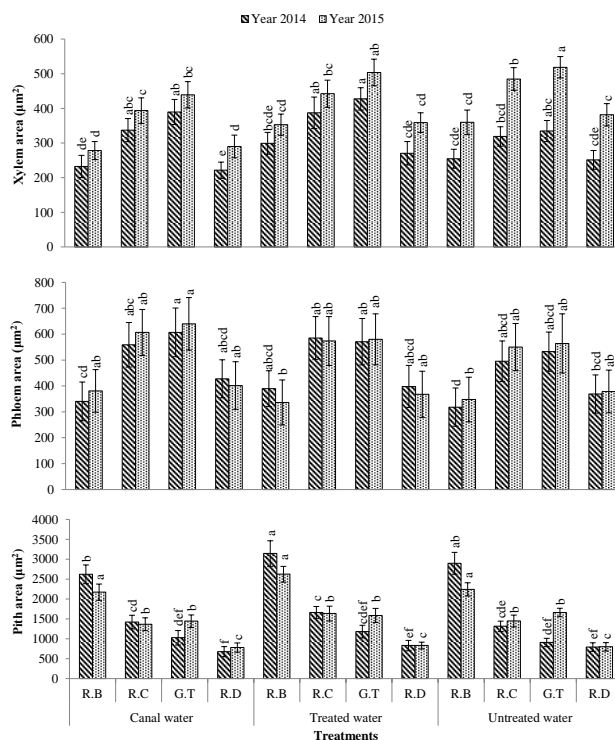 Year 2014 Year 2015
Xylem area (µm²)
600
500
400
300
200
100
0
de d abc c ab bc e d bcde cd abc bc a ab cde cd cde cd bcd b abc a cde cd
Phloem area (µm²)
800
700
600
500
400
300
200
100
0
cd ab abc ab a a abcd ab abcd b ab ab ab ab abcd ab d ab abcd ab abcd ab bcd ab
Pith area (µm²)
4000
3500
3000
2500
2000
1500
1000
500
0
b a cd b def b f c a a c b cdef b ef c ab a cde b def b ef c
R.B R.C G.T R.D R.B R.C G.T R.D R.B R.C G.T R.D
Canal water Treated water Untreated water
Treatments